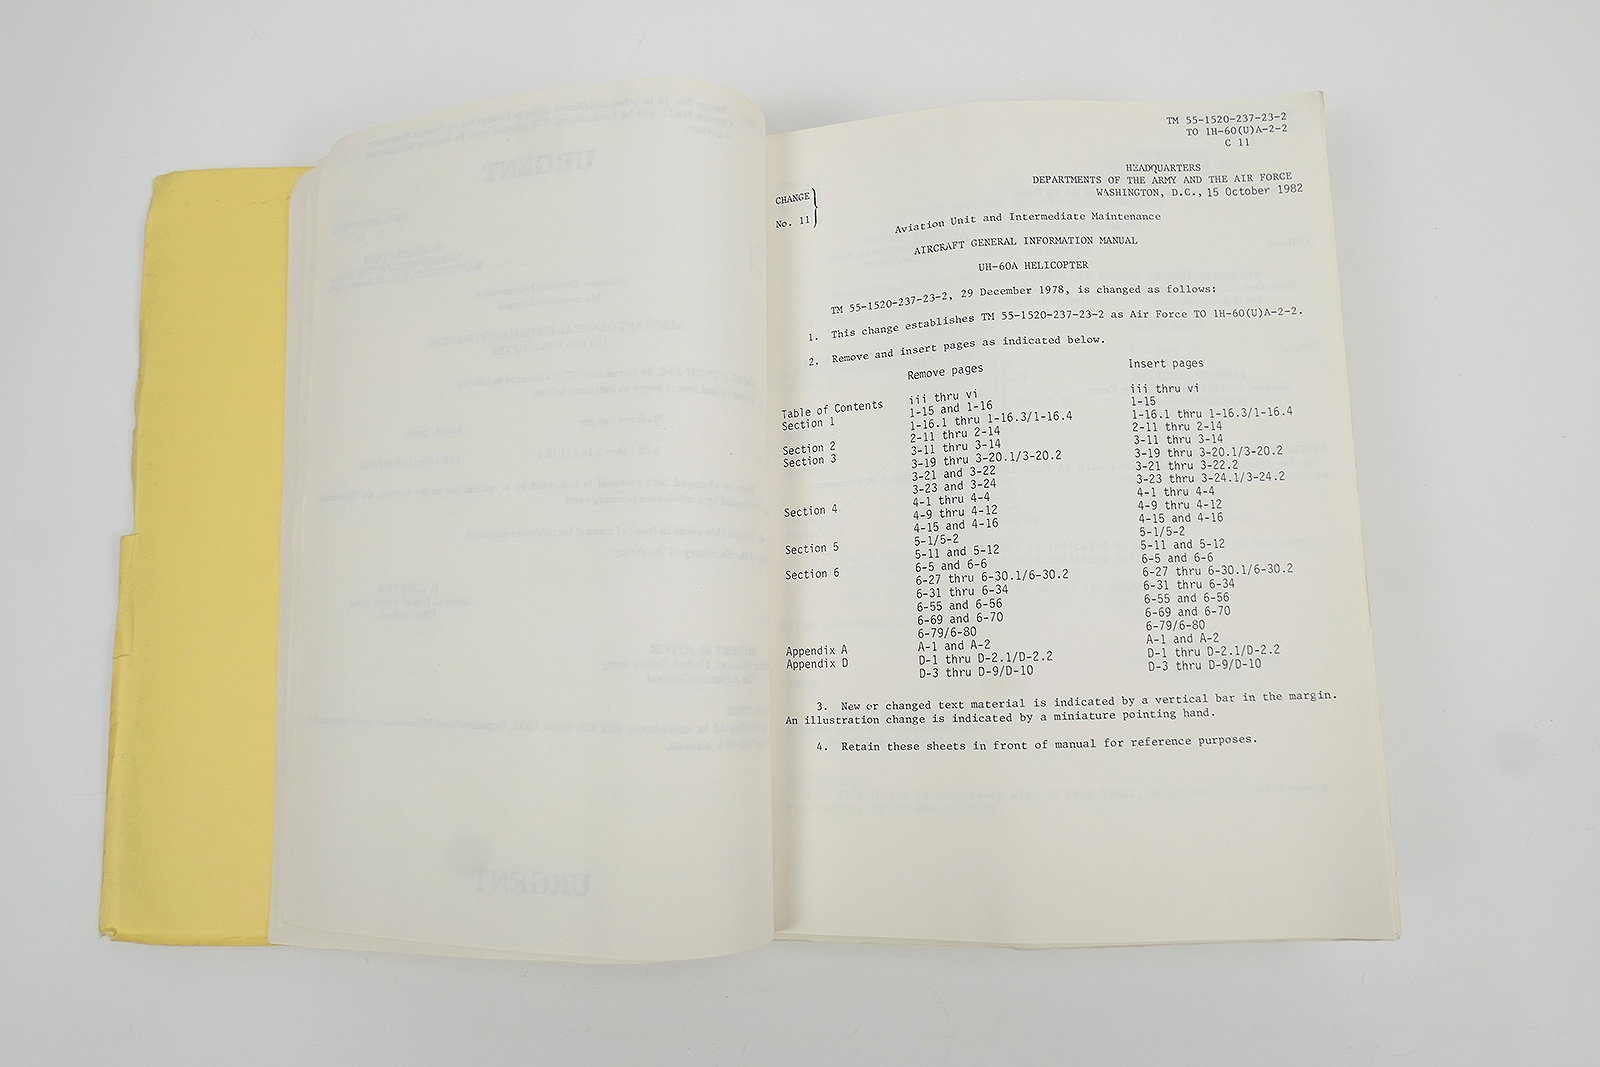 URGENT
URGENT
TM 55-1520-237-23-2
TO 1H-60(U)A-2-2
C 11
HEADQUARTERS
DEPARTMENTS OF THE ARMY AND THE AIR FORCE
WASHINGTON, D.C., 15 October 1982
CHANGE
No. 11
Aviation Unit and Intermediate Maintenance
AIRCRAFT GENERAL INFORMATION MANUAL
UH-60A HELICOPTER
TM 55-1520-237-23-2, 29 December 1978, is changed as follows:
1. This change establishes TM 55-1520-237-23-2 as Air Force TO 1H-60(U)A-2-2.
2. Remove and insert pages as indicated below.
Remove pages Insert pages
Table of Contents iii thru vi iii thru vi
Section 1 1-15 and 1-16 1-15
1-16.1 thru 1-16.3/1-16.4 1-16.1 thru 1-16.3/1-16.4
Section 2 2-11 thru 2-14 2-11 thru 2-14
Section 3 3-11 thru 3-14 3-11 thru 3-14
3-19 thru 3-20.1/3-20.2 3-19 thru 3-20.1/3-20.2
3-21 and 3-22 3-21 thru 3-22.2
3-23 and 3-24 3-23 thru 3-24.1/3-24.2
Section 4 4-1 thru 4-4 4-1 thru 4-4
4-9 thru 4-12 4-9 thru 4-12
4-15 and 4-16 4-15 and 4-16
Section 5 5-1/5-2 5-1/5-2
5-11 and 5-12 5-11 and 5-12
Section 6 6-5 and 6-6 6-5 and 6-6
6-27 thru 6-30.1/6-30.2 6-27 thru 6-30.1/6-30.2
6-31 thru 6-34 6-31 thru 6-34
6-55 and 6-56 6-55 and 6-56
6-69 and 6-70 6-69 and 6-70
6-79/6-80 6-79/6-80
Appendix A A-1 and A-2 A-1 and A-2
Appendix D D-1 thru D-2.1/D-2.2 D-1 thru D-2.1/D-2.2
D-3 thru D-9/D-10 D-3 thru D-9/D-10
3. New or changed text material is indicated by a vertical bar in the margin.
An illustration change is indicated by a miniature pointing hand.
4. Retain these sheets in front of manual for reference purposes.